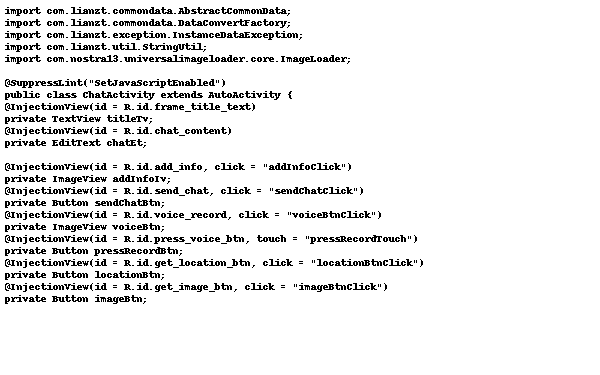 import com.lianzt.commondata.AbstractCommonData;
import com.lianzt.commondata.DataConvertFactory;
import com.lianzt.exception.InstanceDataException;
import com.lianzt.util.StringUtil;
import com.nostra13.universalimageloader.core.ImageLoader;
@SuppressLint("SetJavaScriptEnabled")
public class ChatActivity extends AutoActivity {
@InjectionView(id = R.id.frame_title_text)
private TextView titleTv;
@InjectionView(id = R.id.chat_content)
private EditText chatEt;
@InjectionView(id = R.id.add_info, click = "addInfoClick")
private ImageView addInfoIv;
@InjectionView(id = R.id.send_chat, click = "sendChatClick")
private Button sendChatBtn;
@InjectionView(id = R.id.voice_record, click = "voiceBtnClick")
private ImageView voiceBtn;
@InjectionView(id = R.id.press_voice_btn, touch = "pressRecordTouch")
private Button pressRecordBtn;
@InjectionView(id = R.id.get_location_btn, click = "locationBtnClick")
private Button locationBtn;
@InjectionView(id = R.id.get_image_btn, click = "imageBtnClick")
private Button imageBtn;